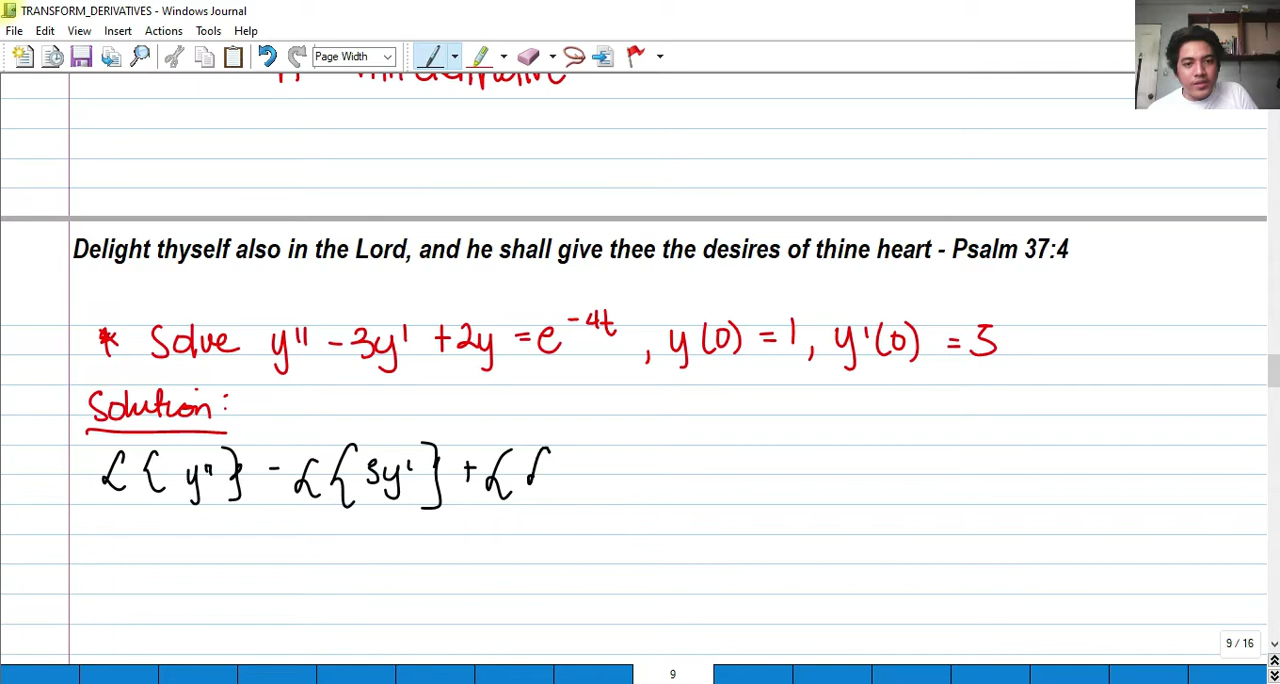 TRANSFORM_DERIVATIVES - Windows Journal
File Edit View Insert Actions Tools Help
Page Width
Delight thyself also in the Lord, and he shall give thee the desires of thine heart - Psalm 37:4
* Solve y'' - 3y' + 2y = e^{-4t}, y(0) = 1, y'(0) = 5
Solution:
ℒ{y''} - ℒ{3y'} + ℒ{
9 / 16
9